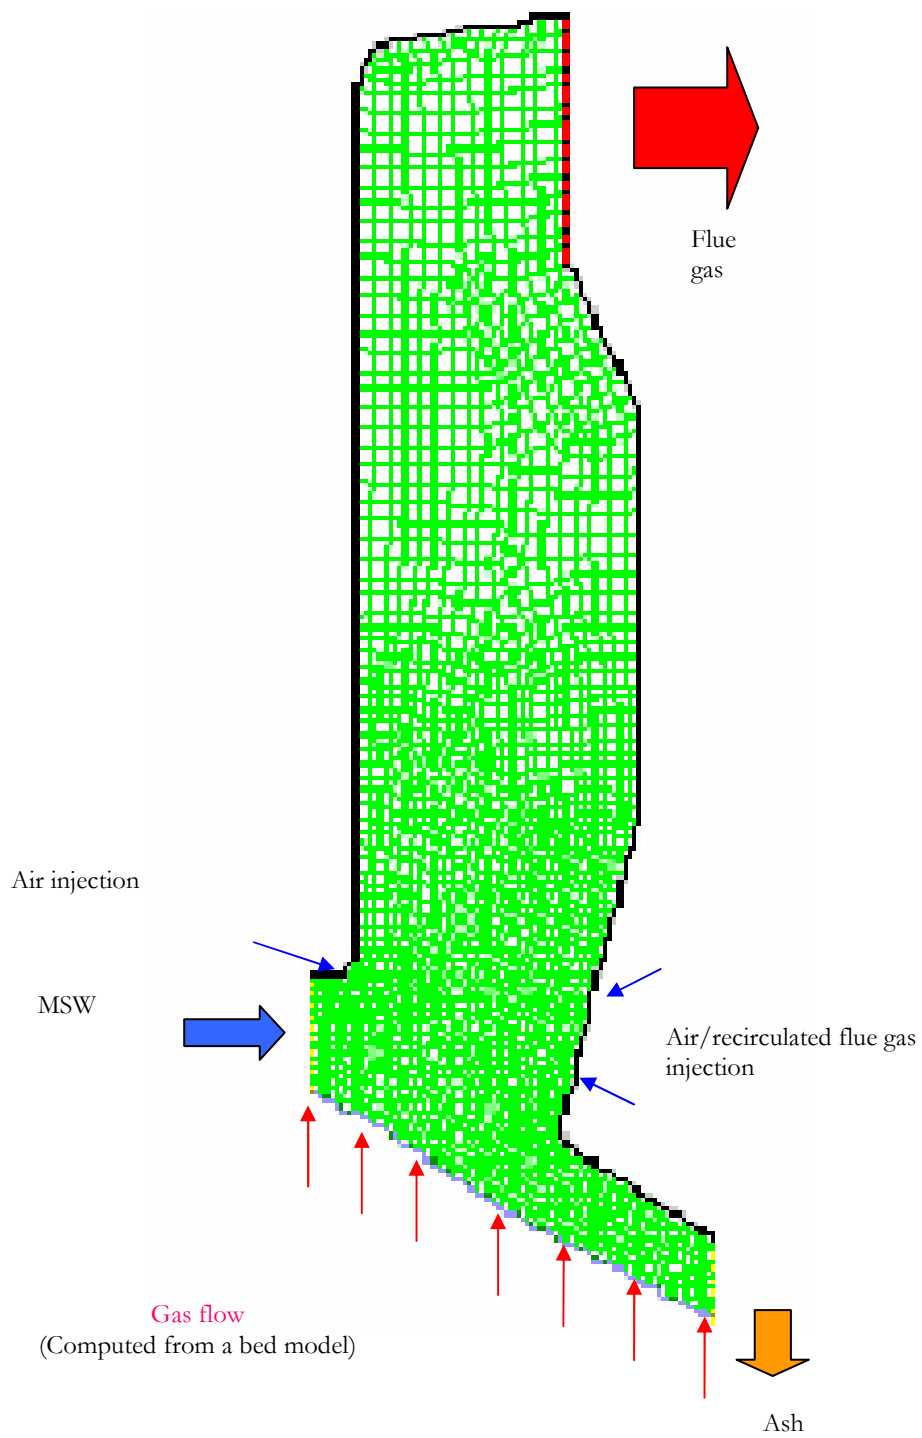 Flue
gas
Air injection
MSW
Air/recirculated flue gas
injection
Gas flow
(Computed from a bed model)
Ash